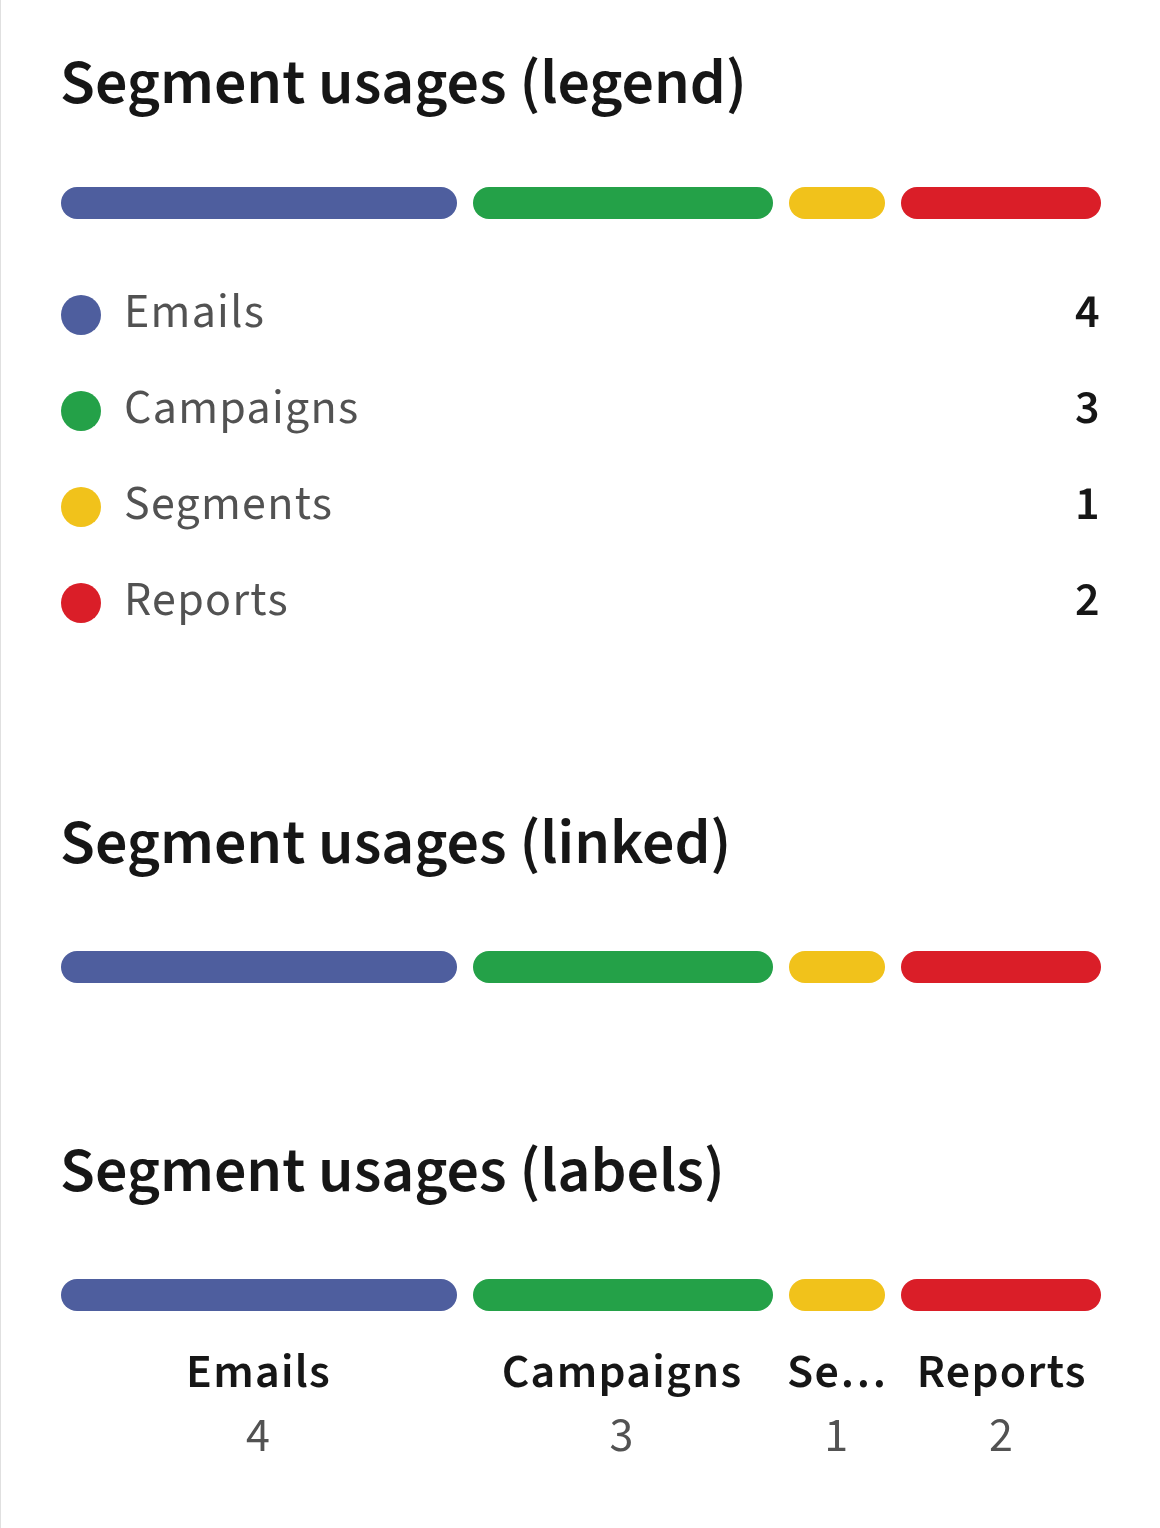 Segment usages (legend)
Emails 4
Campaigns 3
Segments 1
Reports 2
Segment usages (linked)
Segment usages (labels)
Emails Campaigns Se... Reports
4 3 1 2